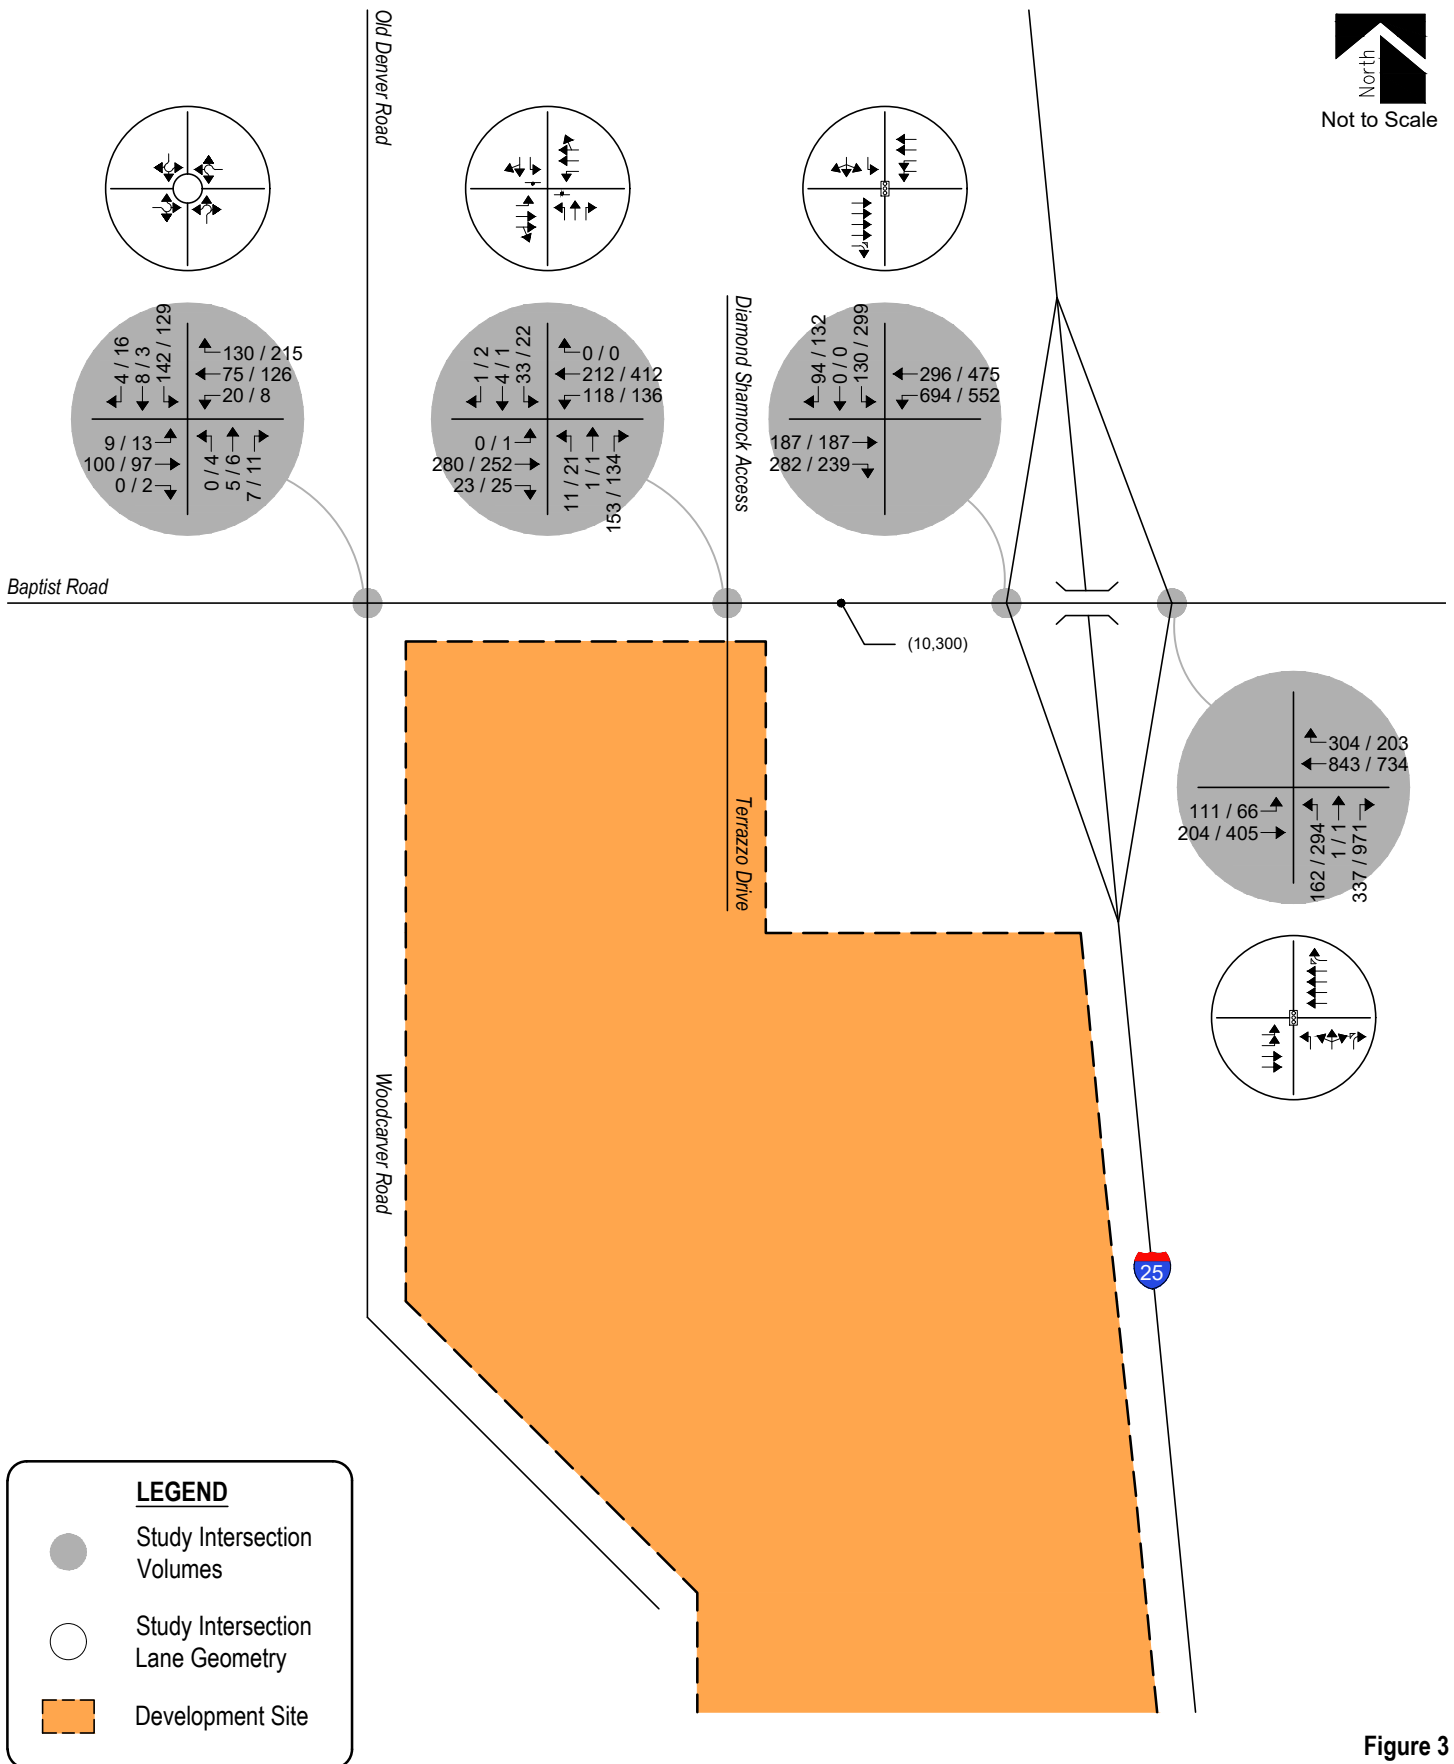 North
Not to Scale
Old Denver Road
4 / 16
8 / 3
142 / 129
130 / 215
75 / 126
20 / 8
9 / 13
100 / 97
0 / 2
0 / 4
5 / 6
7 / 11
1 / 2
4 / 1
33 / 22
0 / 0
212 / 412
118 / 136
0 / 1
280 / 252
23 / 25
11 / 21
1 / 1
153 / 134
Diamond Shamrock Access
94 / 132
0 / 0
130 / 299
296 / 475
694 / 552
187 / 187
282 / 239
Baptist Road
(10,300)
304 / 203
843 / 734
111 / 66
204 / 405
162 / 294
1 / 1
337 / 971
Terrazzo Drive
Woodcarver Road
25
LEGEND
Study Intersection
Volumes
Study Intersection
Lane Geometry
Development Site
Figure 3